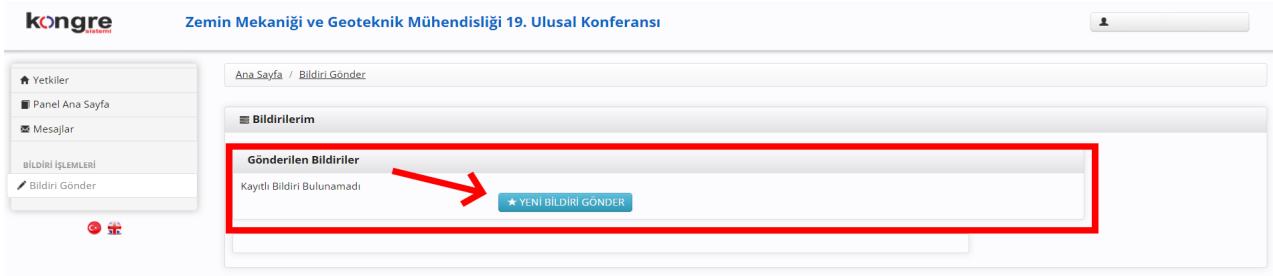 kongre
sistemi
Zemin Mekaniği ve Geoteknik Mühendisliği 19. Ulusal Konferansı
Yetkiler
Panel Ana Sayfa
Mesajlar
BİLDİRİ İŞLEMLERİ
Bildiri Gönder
Ana Sayfa / Bildiri Gönder
Bildirilerim
Gönderilen Bildiriler
Kayıtlı Bildiri Bulunamadı
★ YENİ BİLDİRİ GÖNDER